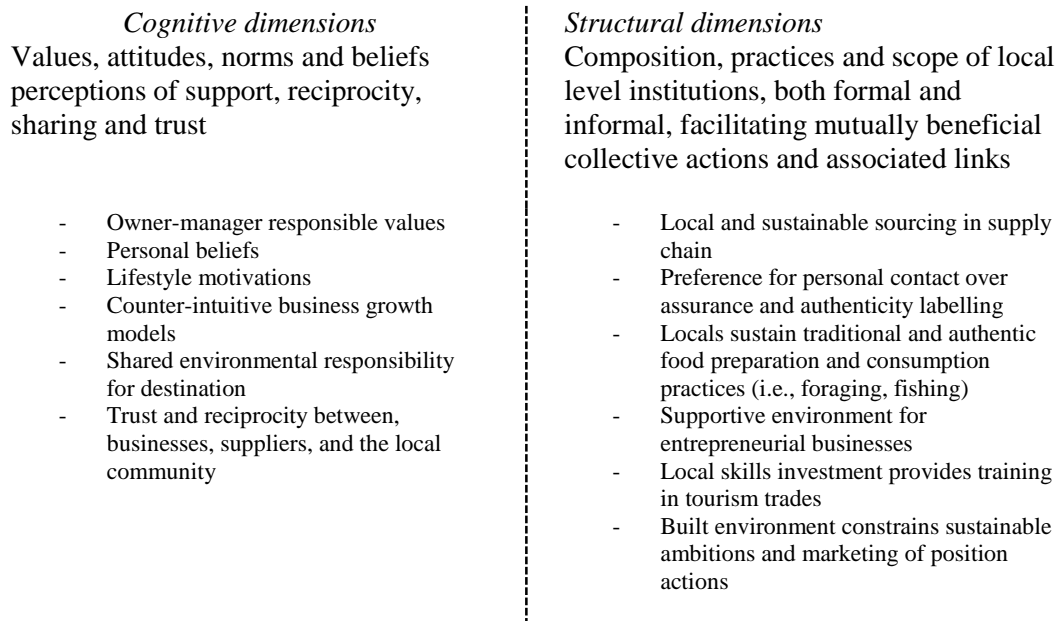 Cognitive dimensions
Values, attitudes, norms and beliefs
perceptions of support, reciprocity,
sharing and trust
- Owner-manager responsible values
- Personal beliefs
- Lifestyle motivations
- Counter-intuitive business growth
models
- Shared environmental responsibility
for destination
- Trust and reciprocity between,
businesses, suppliers, and the local
community
Structural dimensions
Composition, practices and scope of local
level institutions, both formal and
informal, facilitating mutually beneficial
collective actions and associated links
- Local and sustainable sourcing in supply
chain
- Preference for personal contact over
assurance and authenticity labelling
- Locals sustain traditional and authentic
food preparation and consumption
practices (i.e., foraging, fishing)
- Supportive environment for
entrepreneurial businesses
- Local skills investment provides training
in tourism trades
- Built environment constrains sustainable
ambitions and marketing of position
actions